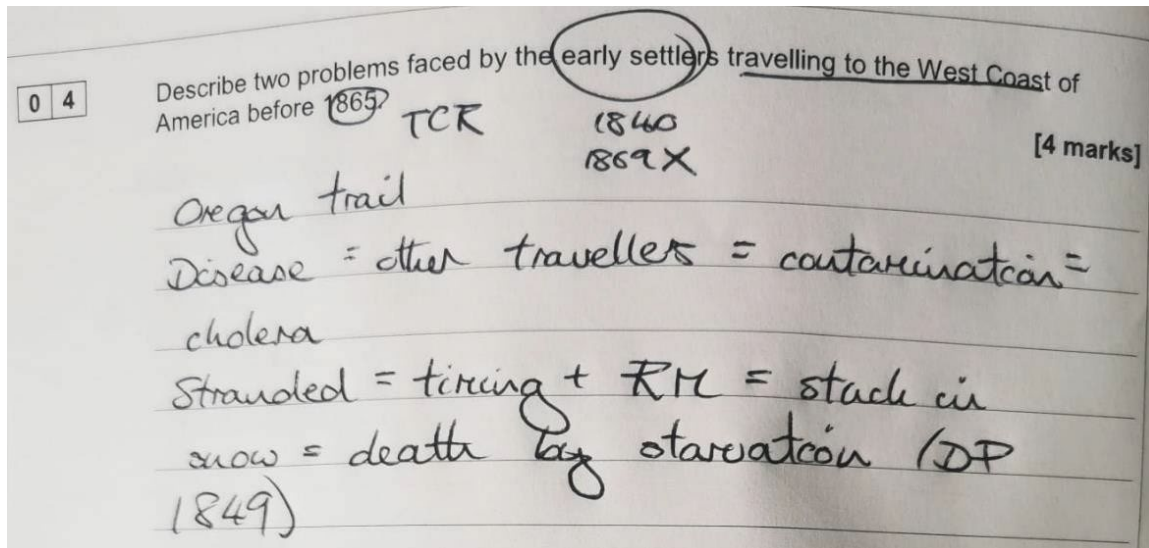 0 4
Describe two problems faced by the early settlers travelling to the West Coast of
America before 1865?
TCR
1840
1869 X
[4 marks]
Oregon trail
Disease = other travellers = contamination =
cholera
Stranded = timing + RM = stuck in
snow = death by starvation (DP
1849)